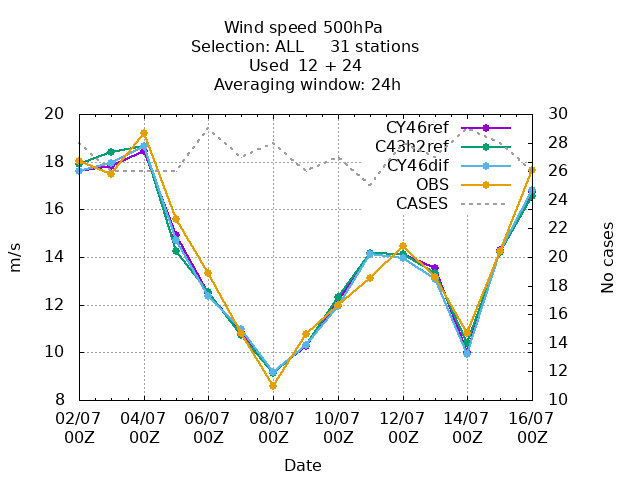 Wind speed 500hPa
Selection: ALL 31 stations
Used 12 + 24
Averaging window: 24h
20
18
16
14
12
10
8
m/s
30
28
26
24
22
20
18
16
14
12
10
No cases
CY46ref
C43h2ref
CY46dif
OBS
CASES
02/07 04/07 06/07 08/07 10/07 12/07 14/07 16/07
00Z 00Z 00Z 00Z 00Z 00Z 00Z 00Z
Date